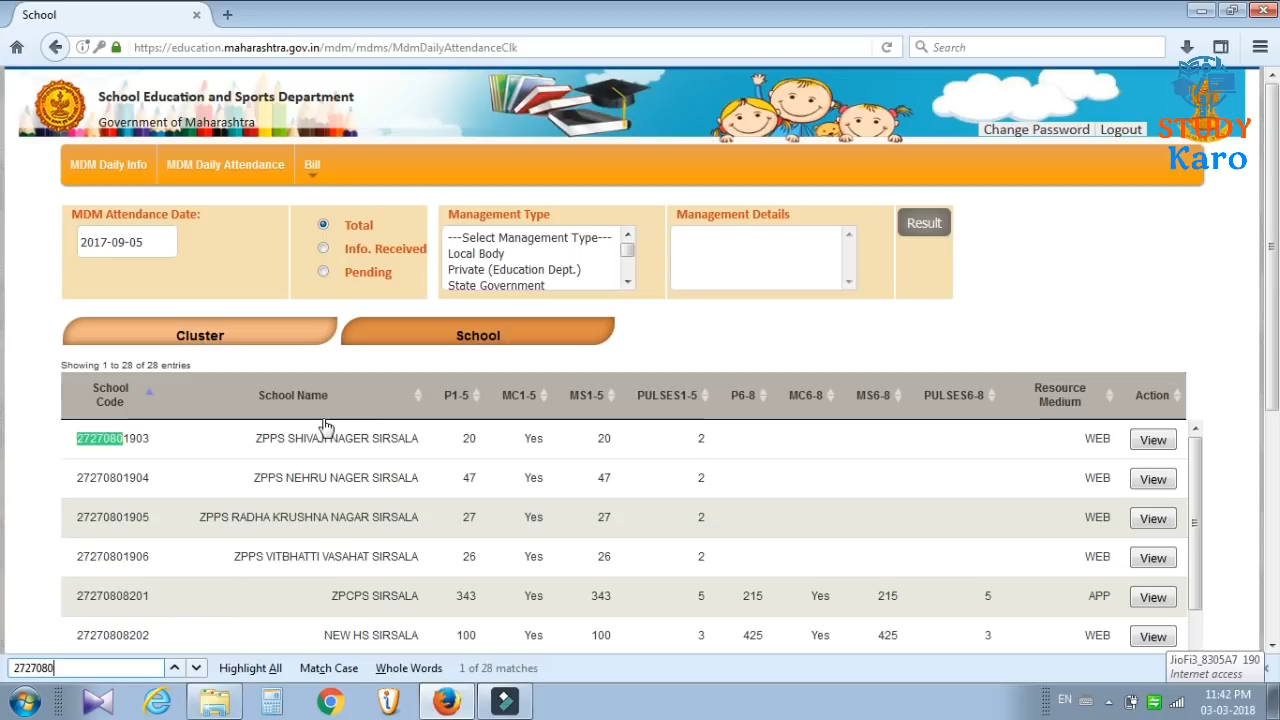 School
https://education.maharashtra.gov.in/mdm/mdms/MdmDailyAttendanceClk
Search
School Education and Sports Department
Government of Maharashtra
Change Password Logout
STUDY
Karo
MDM Daily Info MDM Daily Attendance Bill
MDM Attendance Date:
2017-09-05
Total
Info. Received
Pending
Management Type
---Select Management Type---
Local Body
Private (Education Dept.)
State Government
Management Details
Result
Cluster School
Showing 1 to 28 of 28 entries
School Code School Name P1-5 MC1-5 MS1-5 PULSES1-5 P6-8 MC6-8 MS6-8 PULSES6-8 Resource Medium Action
27270801903 ZPPS SHIVAJI NAGER SIRSALA 20 Yes 20 2 WEB View
27270801904 ZPPS NEHRU NAGER SIRSALA 47 Yes 47 2 WEB View
27270801905 ZPPS RADHA KRUSHNA NAGAR SIRSALA 27 Yes 27 2 WEB View
27270801906 ZPPS VITBHATTI VASAHAT SIRSALA 26 Yes 26 2 WEB View
27270808201 ZPCPS SIRSALA 343 Yes 343 5 215 Yes 215 5 APP View
27270808202 NEW HS SIRSALA 100 Yes 100 3 425 Yes 425 3 WEB View
2727080 Highlight All Match Case Whole Words 1 of 28 matches
JioFi3_8305A7 190
Internet access
EN
11:42 PM
03-03-2018